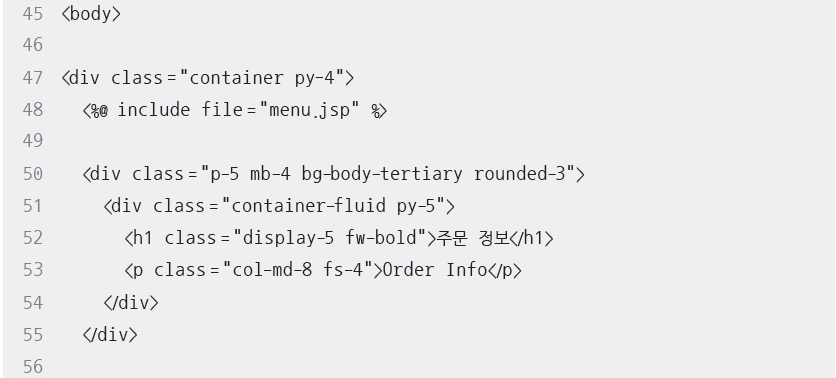 45 <body>
46
47 <div class="container py-4">
48 <%@ include file="menu.jsp" %>
49
50 <div class="p-5 mb-4 bg-body-tertiary rounded-3">
51 <div class="container-fluid py-5">
52 <h1 class="display-5 fw-bold">주문 정보</h1>
53 <p class="col-md-8 fs-4">Order Info</p>
54 </div>
55 </div>
56